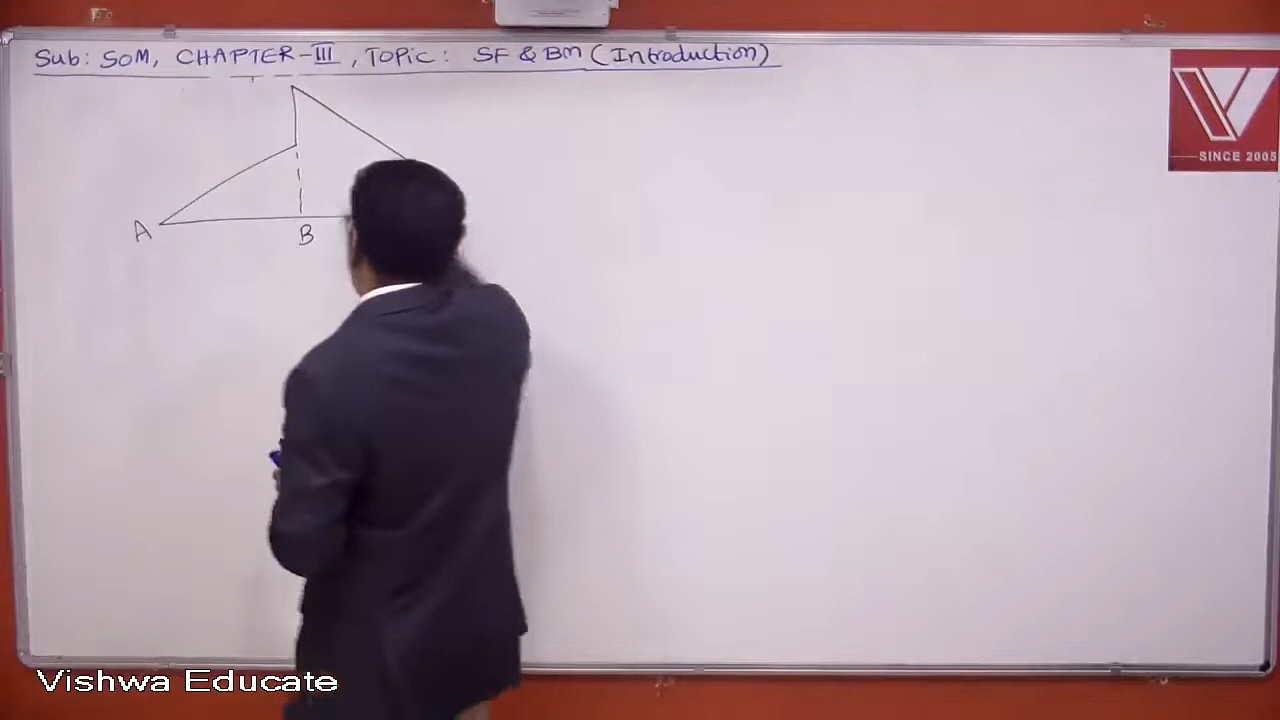 Sub: SOM, CHAPTER-III, TOPIC: SF & BM (Introduction)
SINCE 2005
A
B
Vishwa Educate